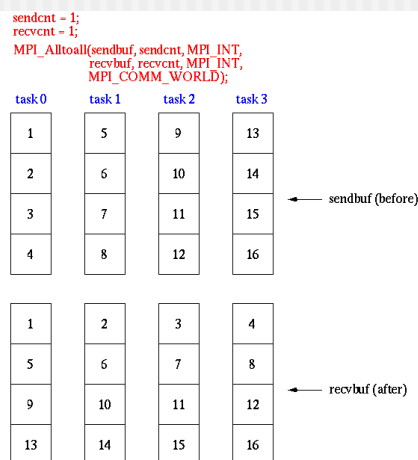 sendcnt = 1;
recvcnt = 1;
MPI_Alltoall(sendbuf, sendcnt, MPI_INT,
recvbuf, recvcnt, MPI_INT,
MPI_COMM_WORLD);
task 0 task 1 task 2 task 3
1 5 9 13
2 6 10 14
sendbuf (before)
3 7 11 15
4 8 12 16
1 2 3 4
5 6 7 8
recvbuf (after)
9 10 11 12
13 14 15 16